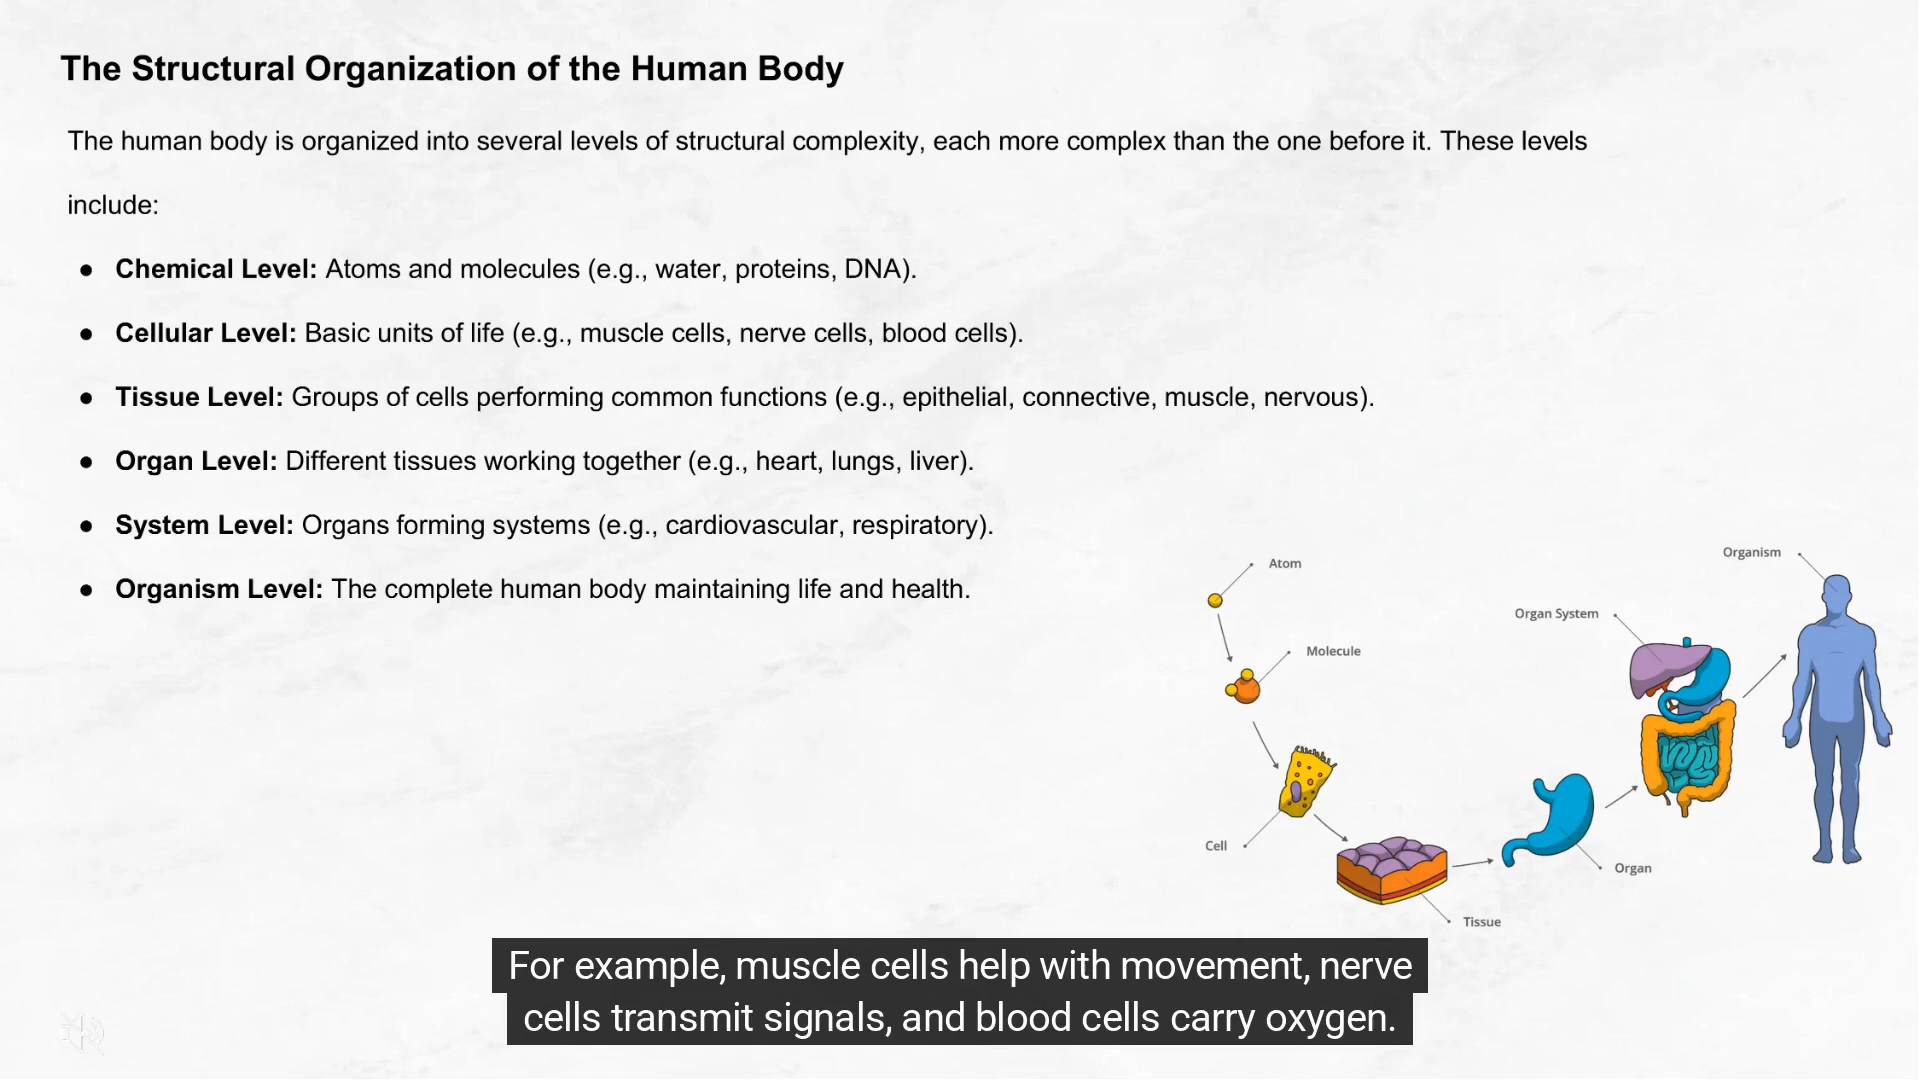 The Structural Organization of the Human Body
The human body is organized into several levels of structural complexity, each more complex than the one before it. These levels
include:
● Chemical Level: Atoms and molecules (e.g., water, proteins, DNA).
● Cellular Level: Basic units of life (e.g., muscle cells, nerve cells, blood cells).
● Tissue Level: Groups of cells performing common functions (e.g., epithelial, connective, muscle, nervous).
● Organ Level: Different tissues working together (e.g., heart, lungs, liver).
● System Level: Organs forming systems (e.g., cardiovascular, respiratory).
● Organism Level: The complete human body maintaining life and health.
Atom
Molecule
Cell
Tissue
Organ
Organ System
Organism
For example, muscle cells help with movement, nerve
cells transmit signals, and blood cells carry oxygen.